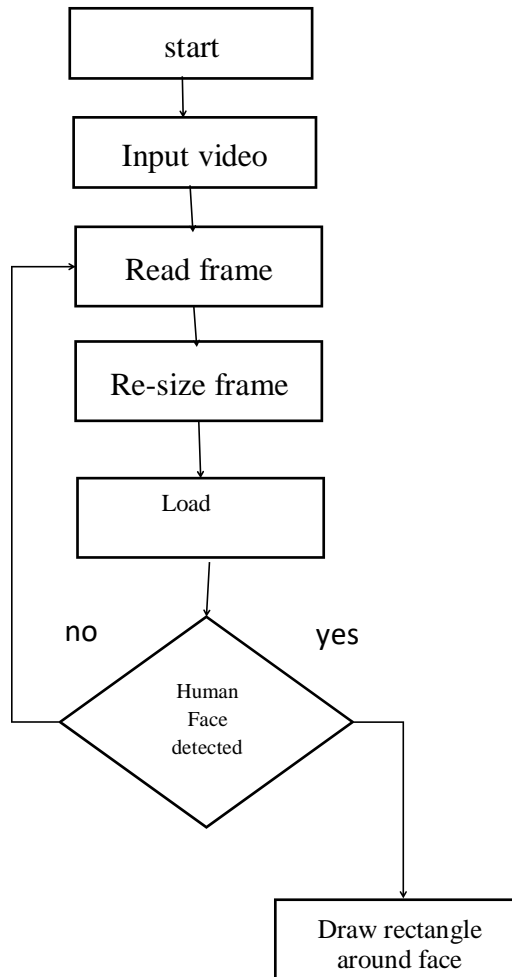 start
Input video
Read frame
Re-size frame
Load
no
yes
Human
Face
detected
Draw rectangle
around face